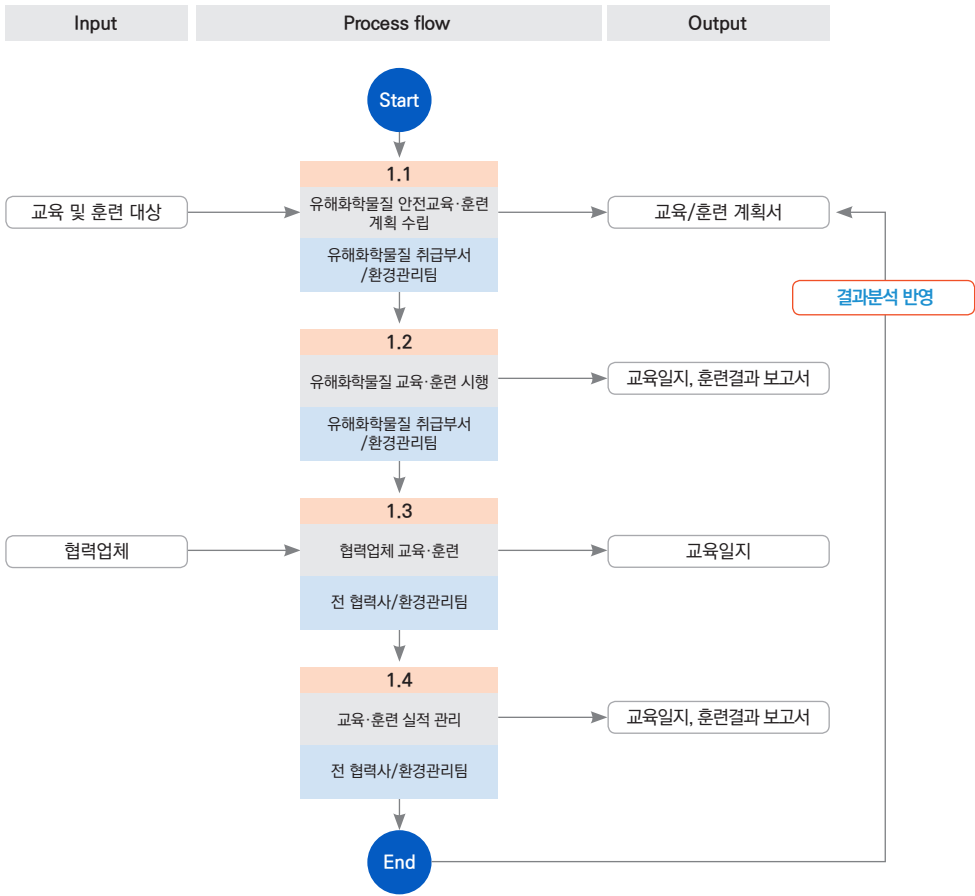 Input
Process flow
Output
Start
1.1
교육 및 훈련 대상
유해화학물질 안전교육·훈련
계획 수립
교육/훈련 계획서
유해화학물질 취급부서
/환경관리팀
결과분석 반영
1.2
유해화학물질 교육·훈련 시행
교육일지, 훈련결과 보고서
유해화학물질 취급부서
/환경관리팀
1.3
협력업체
협력업체 교육·훈련
교육일지
전 협력사/환경관리팀
1.4
교육·훈련 실적 관리
교육일지, 훈련결과 보고서
전 협력사/환경관리팀
End